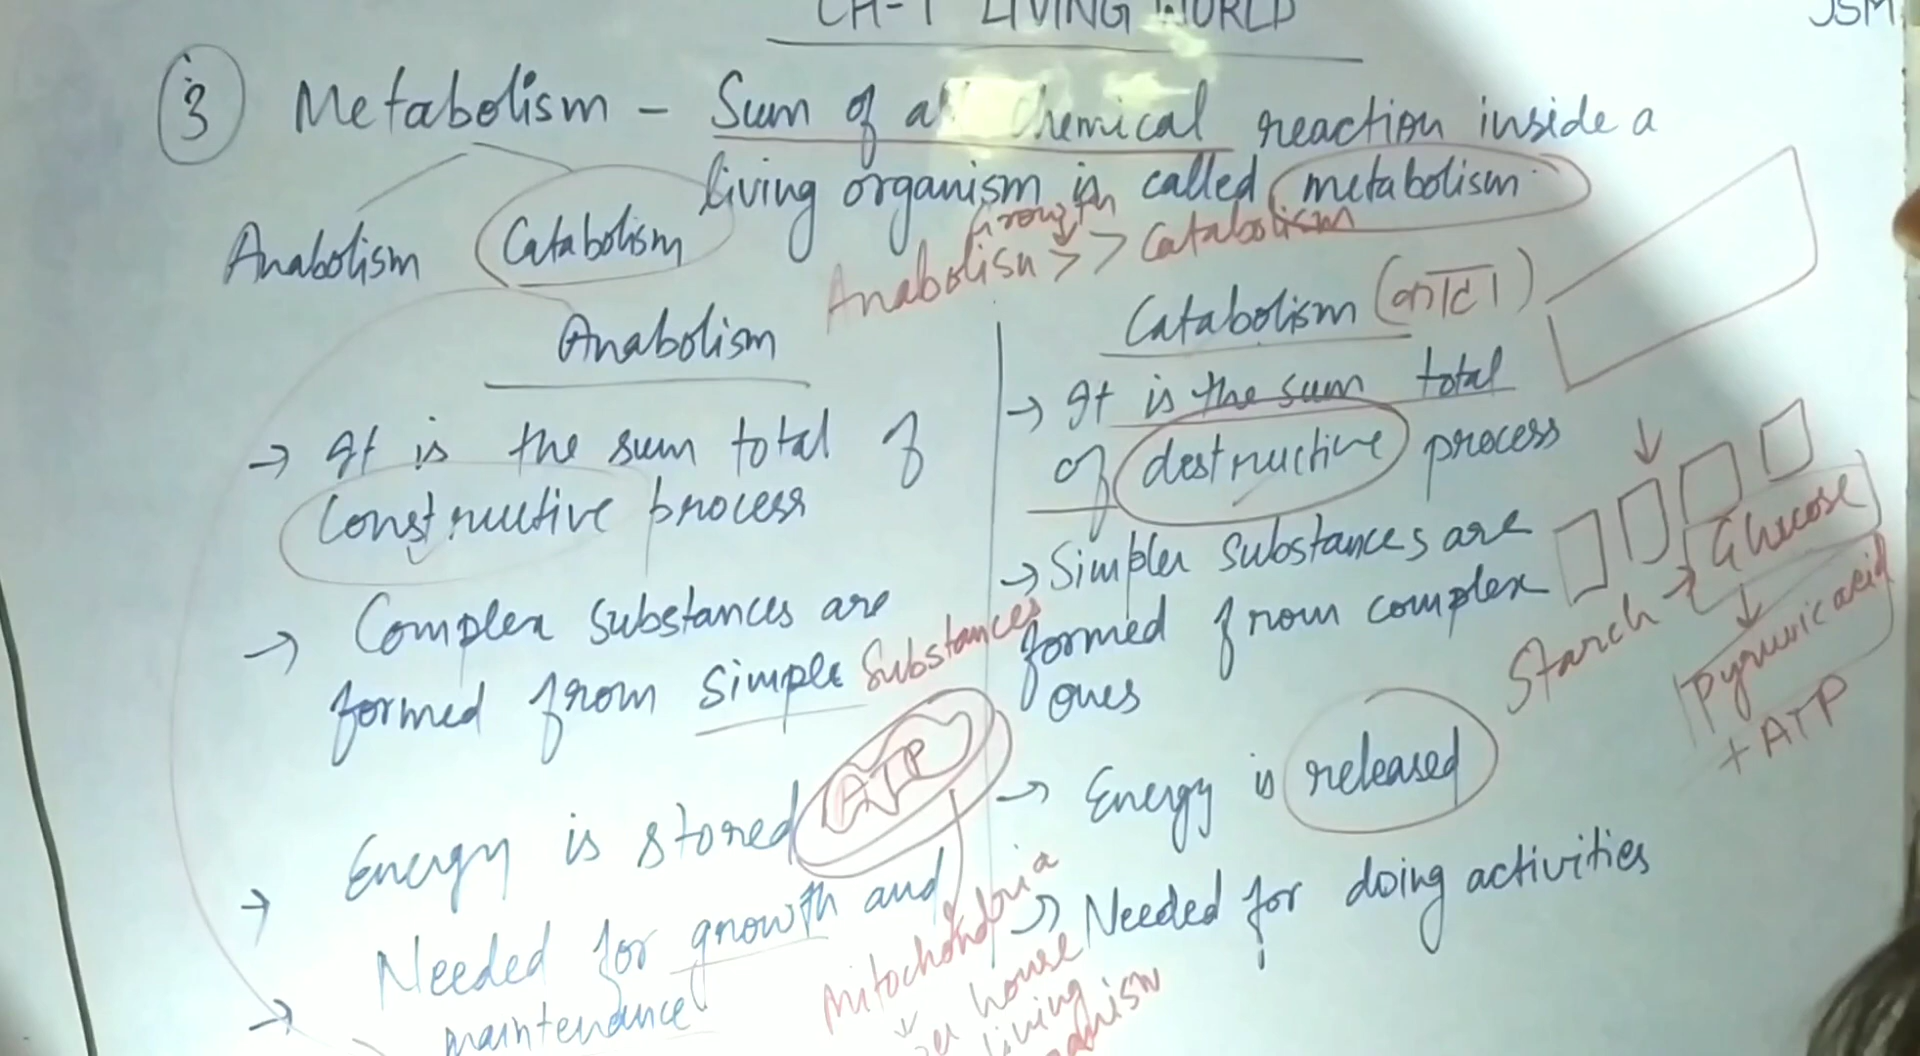 CH-1 LIVING WORLD
JSM
3 Metabolism - Sum of all chemical reaction inside a
living organism is called metabolism
Anabolism Catabolism
Growth
Anabolism >> Catabolism
Anabolism
→ It is the sum total of
Constructive process
→ Complex substances are
formed from simple substances
→ Energy is stored ATP
→ Needed for growth and
maintenance
Mitochondria
house
living
Catabolism
→ It is the sum total
of destructive process
→ Simpler substances are
formed from complex
ones
→ Energy is released
→ Needed for doing activities
Starch → Glucose
↓
Pyruvic acid
+ ATP